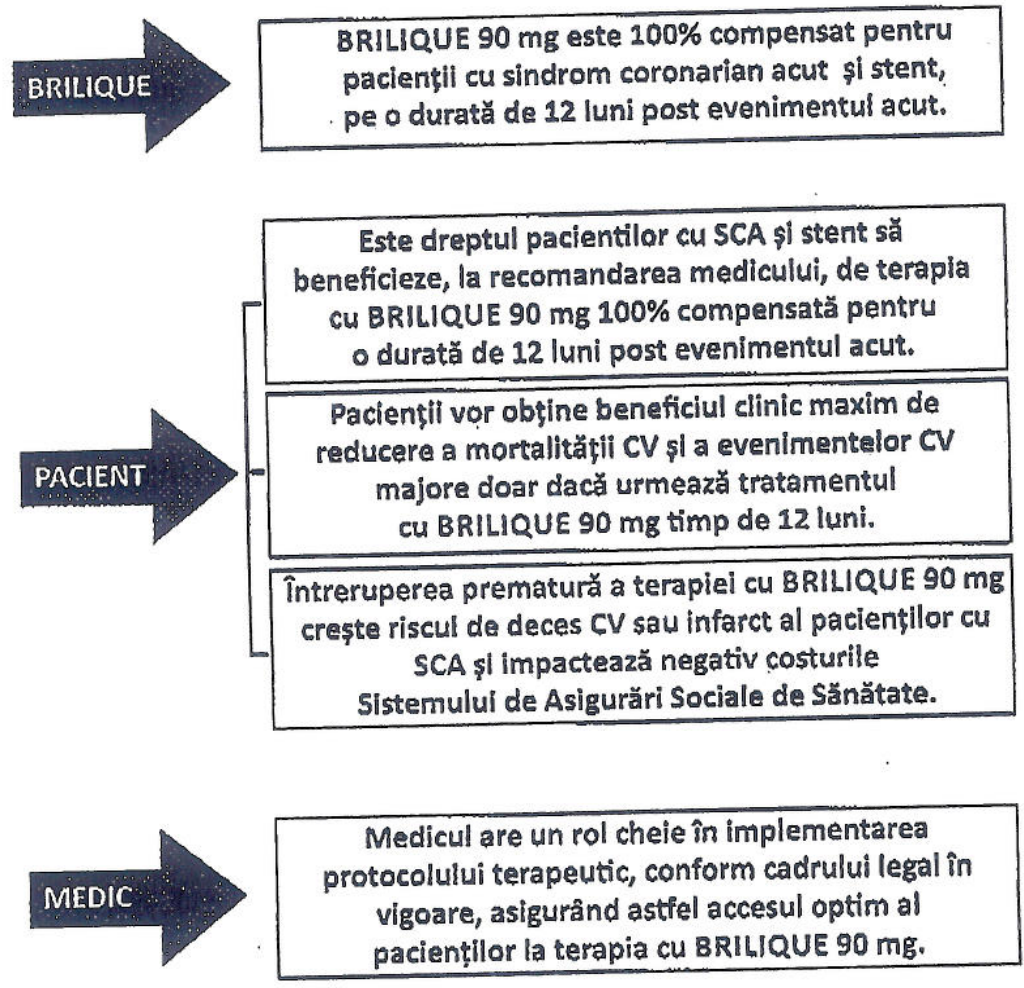 BRILIQUE
BRILIQUE 90 mg este 100% compensat pentru
pacienții cu sindrom coronarian acut și stent,
pe o durată de 12 luni post evenimentul acut.
PACIENT
Este dreptul pacientilor cu SCA și stent să
beneficieze, la recomandarea medicului, de terapia
cu BRILIQUE 90 mg 100% compensată pentru
o durată de 12 luni post evenimentul acut.
Pacienții vor obține beneficiul clinic maxim de
reducere a mortalității CV și a evenimentelor CV
majore doar dacă urmează tratamentul
cu BRILIQUE 90 mg timp de 12 luni.
Întreruperea prematură a terapiei cu BRILIQUE 90 mg
crește riscul de deces CV sau infarct al pacienților cu
SCA și impactează negativ costurile
Sistemului de Asigurări Sociale de Sănătate.
MEDIC
Medicul are un rol cheie în implementarea
protocolului terapeutic, conform cadrului legal în
vigoare, asigurând astfel accesul optim al
pacienților la terapia cu BRILIQUE 90 mg.